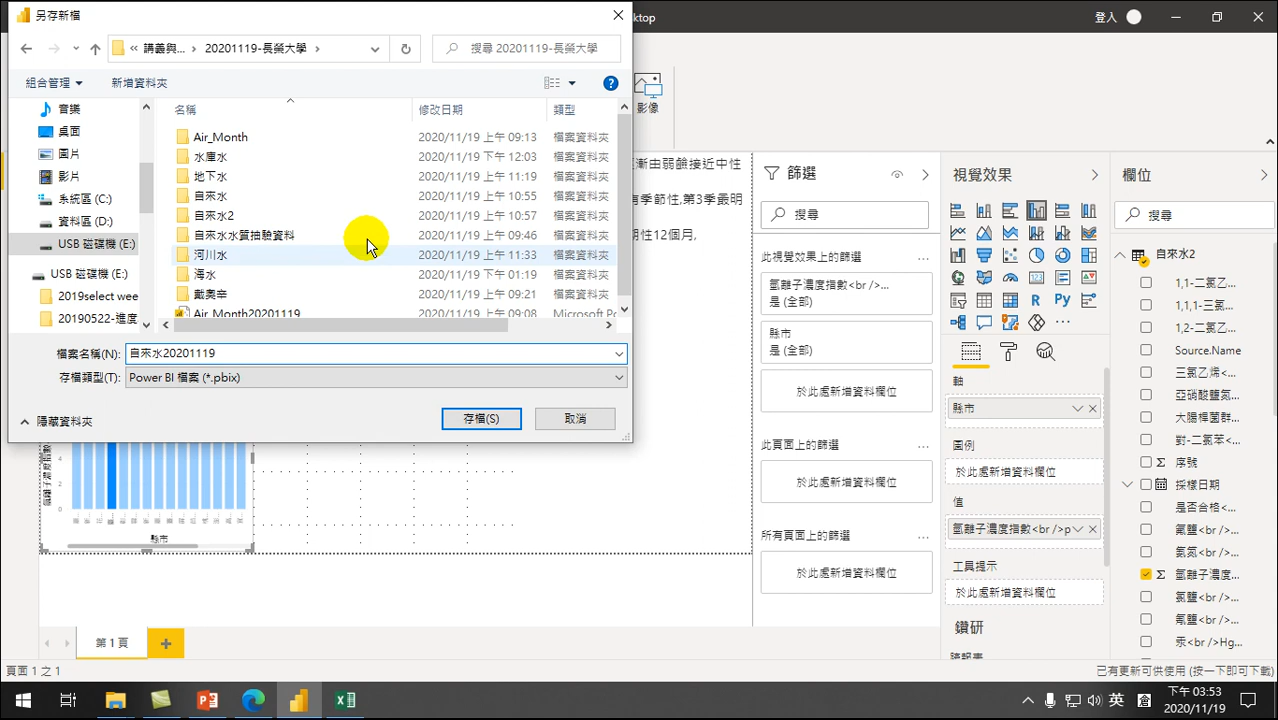 另存新檔
ktop
登入
講義與...
20201119-長榮大學
搜尋 20201119-長榮大學
組合管理
新增資料夾
影像
音樂
桌面
圖片
影片
系統區 (C:)
資料區 (D:)
USB 磁碟機 (E:)
USB 磁碟機 (E:)
2019select wee
20190522-進度
名稱 修改日期 類型
Air_Month 2020/11/19 上午 09:13 檔案資料夾
水庫水 2020/11/19 下午 12:03 檔案資料夾
地下水 2020/11/19 上午 11:19 檔案資料夾
自來水 2020/11/19 上午 10:55 檔案資料夾
自來水2 2020/11/19 上午 10:57 檔案資料夾
自來水水質抽驗資料 2020/11/19 上午 09:46 檔案資料夾
河川水 2020/11/19 上午 11:33 檔案資料夾
海水 2020/11/19 下午 01:19 檔案資料夾
戴奧辛 2020/11/19 上午 09:21 檔案資料夾
Air_Month20201119 2020/11/19 上午 09:08 Microsoft Po
檔案名稱(N): 自來水20201119
存檔類型(T): Power BI 檔案 (*.pbix)
隱藏資料夾
存檔(S)
取消
漸由弱鹼接近中性
有季節性,第3季最明
月性12個月,
4
2
0
縣市
篩選
搜尋
此視覺效果上的篩選
氫離子濃度指數<br />...
是 (全部)
縣市
是 (全部)
於此處新增資料欄位
此頁面上的篩選
於此處新增資料欄位
所有頁面上的篩選
於此處新增資料欄位
視覺效果
R Py
軸
縣市
圖例
於此處新增資料欄位
值
氫離子濃度指數<br />p
工具提示
於此處新增資料欄位
鑽研
欄位
搜尋
自來水2
1,1-二氯乙...
1,1,1-三氯...
1,2-二氯乙...
Source.Name
三氯乙烯<...
亞硝酸鹽氮...
大腸桿菌群...
對-二氯苯<...
序號
採樣日期
是否合格<...
氟鹽<br />...
氨氮<br />...
氫離子濃度...
氯鹽<br />...
氰鹽<br />...
汞<br />Hg...
第 1 頁
頁面 1 之 1
已有更新可供使用 (按一下即可下載)
英
下午 03:53
2020/11/19